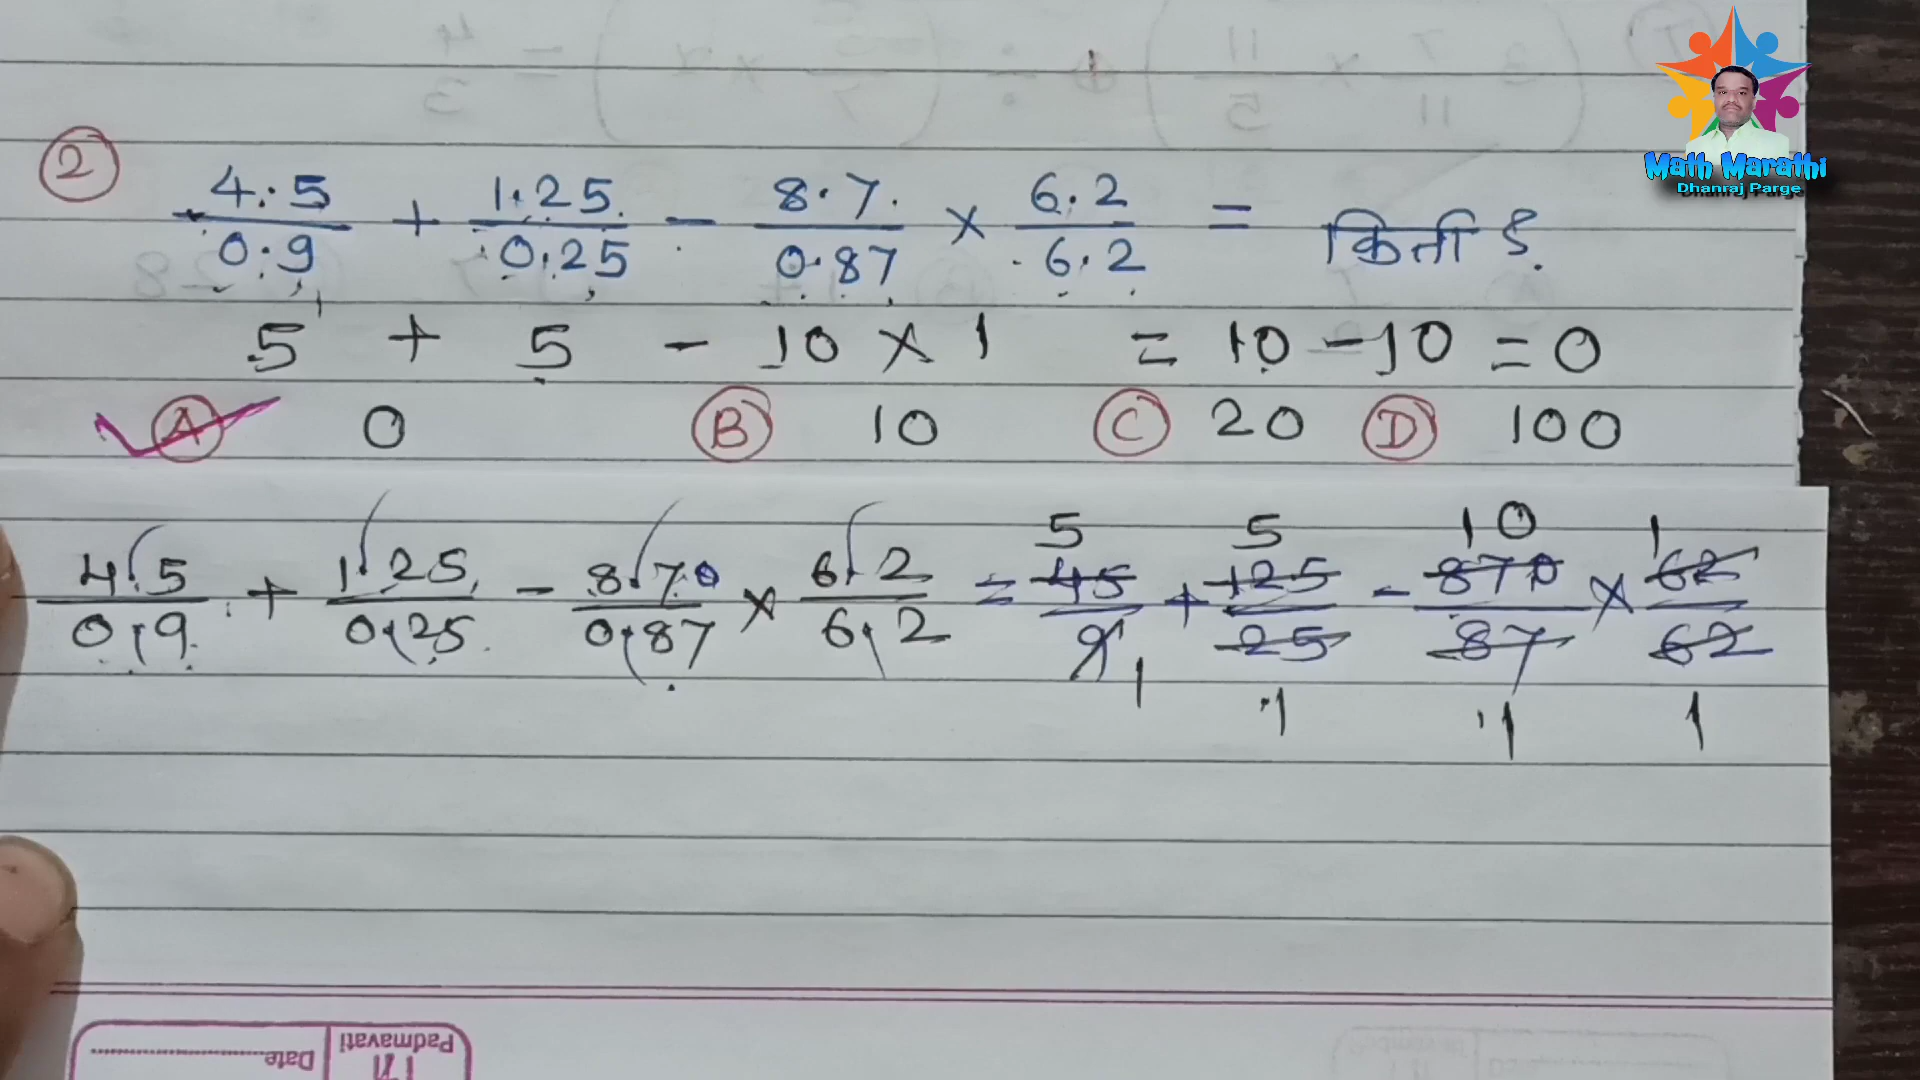 Math Marathi
Dhanraj Parge
2 4.5/0.9 + 1.25/0.25 - 8.7/0.87 × 6.2/6.2 = किती ?
5 + 5 - 10 × 1 = 10 - 10 = 0
A 0 B 10 C 20 D 100
4.5/0.9 + 1.25/0.25 - 8.70/0.87 × 6.2/6.2 = 45/9 + 125/25 - 870/87 × 62/62
5 5 10 1
1 1 1 1
Padmavati
Date